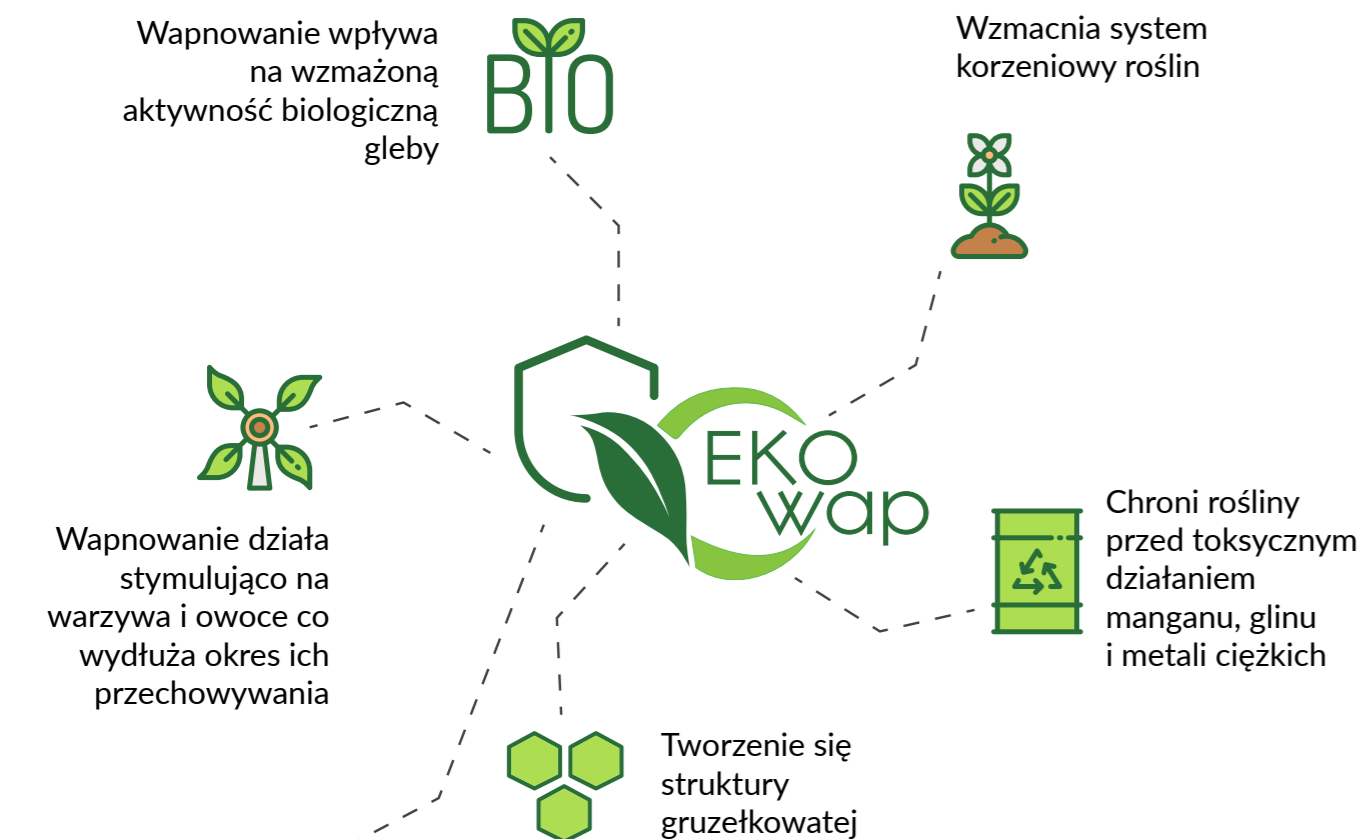 Wapnowanie wpływa
na wzmażoną
aktywność biologiczną
gleby
BIO
Wzmacnia system
korzeniowy roślin
EKO
wap
Wapnowanie działa
stymulująco na
warzywa i owoce co
wydłuża okres ich
przechowywania
Chroni rośliny
przed toksycznym
działaniem
manganu, glinu
i metali ciężkich
Tworzenie się
struktury
gruzełkowatej